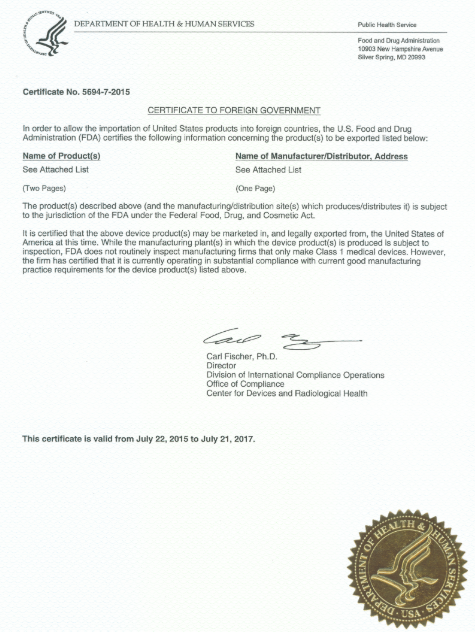 DEPARTMENT OF HEALTH & HUMAN SERVICES
Public Health Service
Food and Drug Administration
10903 New Hampshire Avenue
Silver Spring, MD 20993
Certificate No. 5694-7-2015
CERTIFICATE TO FOREIGN GOVERNMENT
In order to allow the importation of United States products into foreign countries, the U.S. Food and Drug
Administration (FDA) certifies the following information concerning the product(s) to be exported listed below:
Name of Product(s) Name of Manufacturer/Distributor, Address
See Attached List See Attached List
(Two Pages) (One Page)
The product(s) described above (and the manufacturing/distribution site(s) which produces/distributes it) is subject
to the jurisdiction of the FDA under the Federal Food, Drug, and Cosmetic Act.
It is certified that the above device product(s) may be marketed in, and legally exported from, the United States of
America at this time. While the manufacturing plant(s) in which the device product(s) is produced is subject to
inspection, FDA does not routinely inspect manufacturing firms that only make Class 1 medical devices. However,
the firm has certified that it is currently operating in substantial compliance with current good manufacturing
practice requirements for the device product(s) listed above.
Carl Fischer, Ph.D.
Director
Division of International Compliance Operations
Office of Compliance
Center for Devices and Radiological Health
This certificate is valid from July 22, 2015 to July 21, 2017.
DEPARTMENT OF HEALTH & HUMAN SERVICES · USA